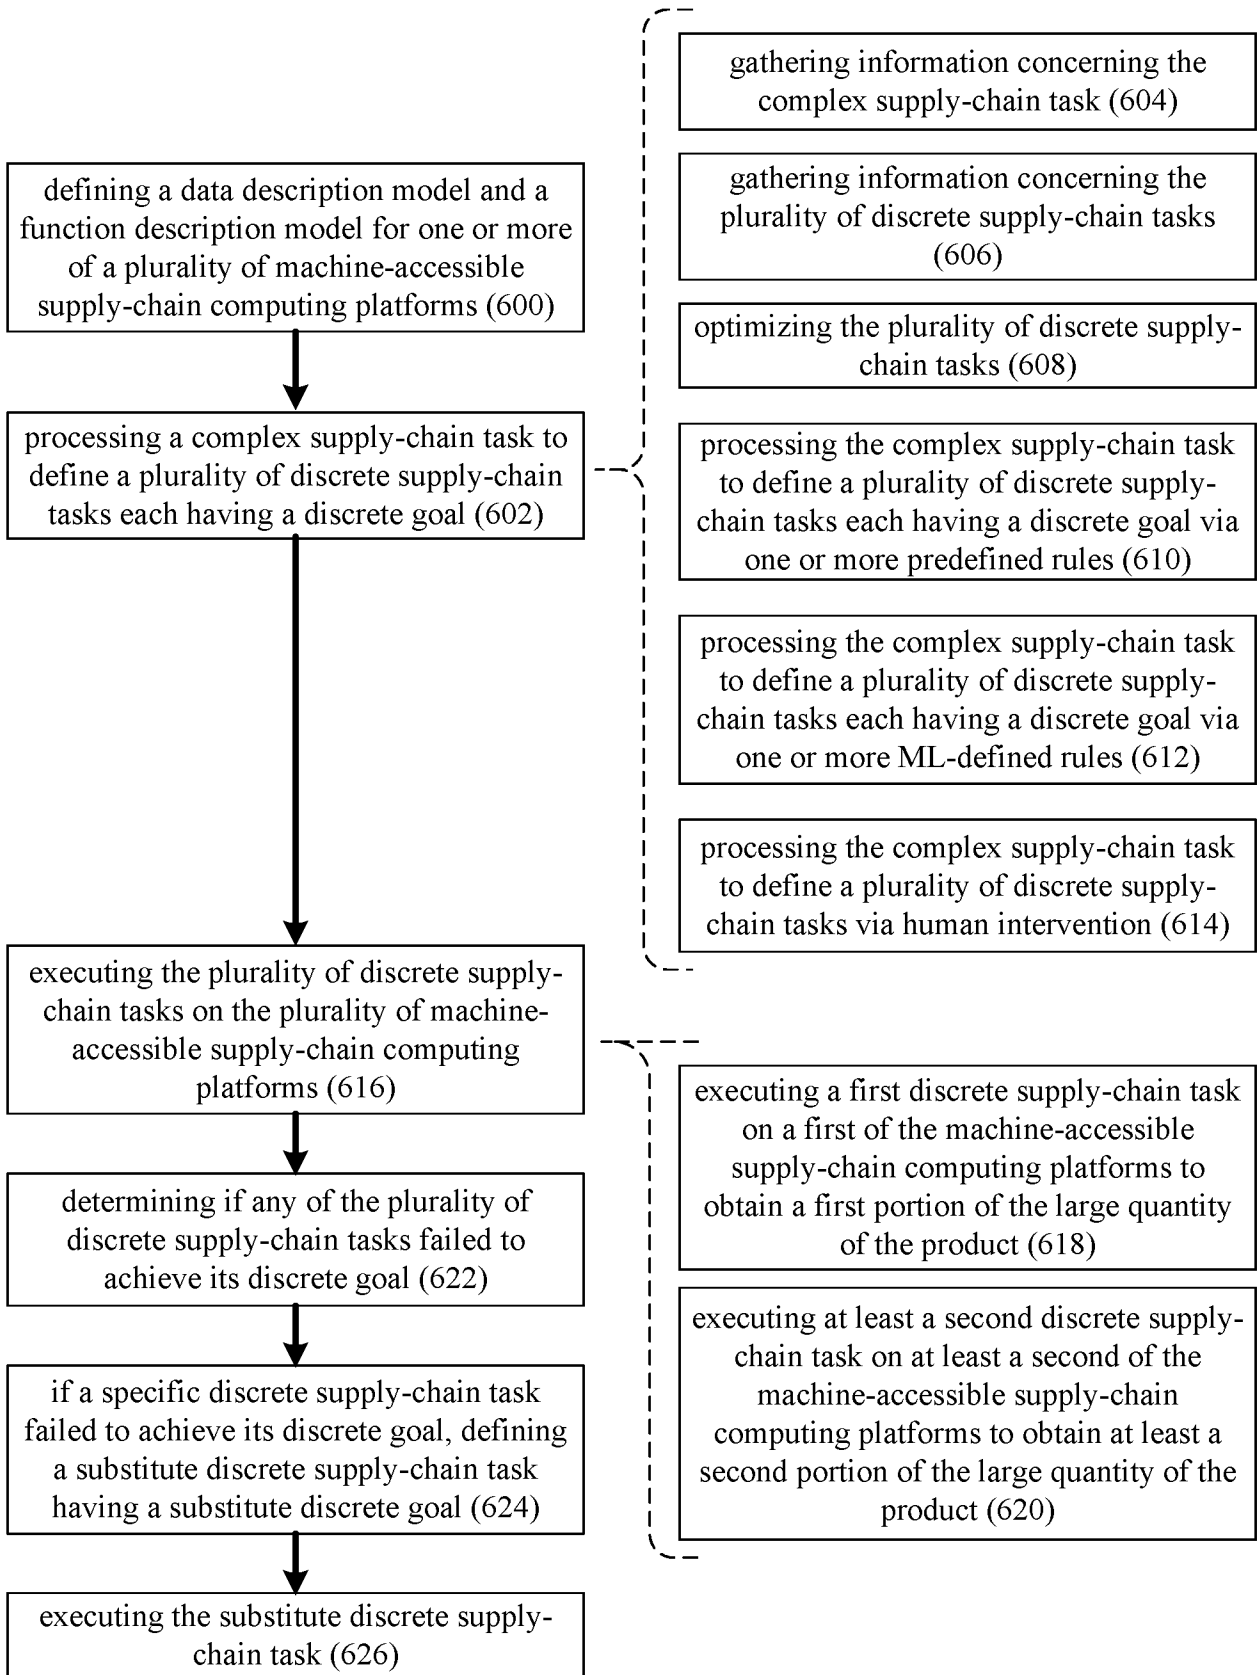 defining a data description model and a
function description model for one or more
of a plurality of machine-accessible
supply-chain computing platforms (600)
processing a complex supply-chain task to
define a plurality of discrete supply-chain
tasks each having a discrete goal (602)
gathering information concerning the
complex supply-chain task (604)
gathering information concerning the
plurality of discrete supply-chain tasks
(606)
optimizing the plurality of discrete supply-
chain tasks (608)
processing the complex supply-chain task
to define a plurality of discrete supply-
chain tasks each having a discrete goal via
one or more predefined rules (610)
processing the complex supply-chain task
to define a plurality of discrete supply-
chain tasks each having a discrete goal via
one or more ML-defined rules (612)
processing the complex supply-chain task
to define a plurality of discrete supply-
chain tasks via human intervention (614)
executing the plurality of discrete supply-
chain tasks on the plurality of machine-
accessible supply-chain computing
platforms (616)
executing a first discrete supply-chain task
on a first of the machine-accessible
supply-chain computing platforms to
obtain a first portion of the large quantity
of the product (618)
executing at least a second discrete supply-
chain task on at least a second of the
machine-accessible supply-chain
computing platforms to obtain at least a
second portion of the large quantity of the
product (620)
determining if any of the plurality of
discrete supply-chain tasks failed to
achieve its discrete goal (622)
if a specific discrete supply-chain task
failed to achieve its discrete goal, defining
a substitute discrete supply-chain task
having a substitute discrete goal (624)
executing the substitute discrete supply-
chain task (626)